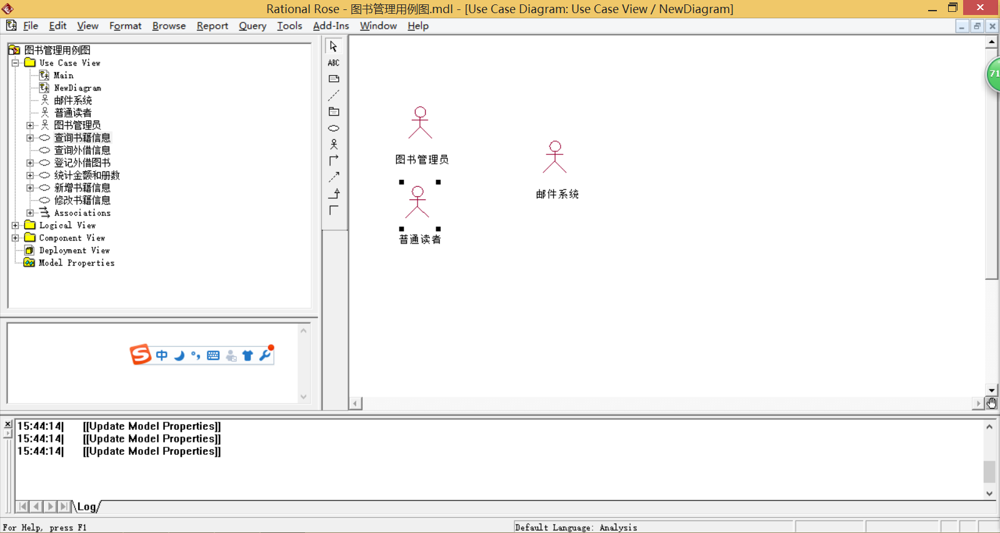 Rational Rose - 图书管理用例图.mdl - [Use Case Diagram: Use Case View / NewDiagram]
File Edit View Format Browse Report Query Tools Add-Ins Window Help
图书管理用例图
Use Case View
Main
NewDiagram
邮件系统
普通读者
图书管理员
查询书籍信息
查询外借信息
登记外借图书
统计金额和册数
新增书籍信息
修改书籍信息
Associations
Logical View
Component View
Deployment View
Model Properties
ABC
图书管理员
邮件系统
普通读者
71
中
15:44:14| [[Update Model Properties]]
15:44:14| [[Update Model Properties]]
15:44:14| [[Update Model Properties]]
Log
For Help, press F1
Default Language: Analysis